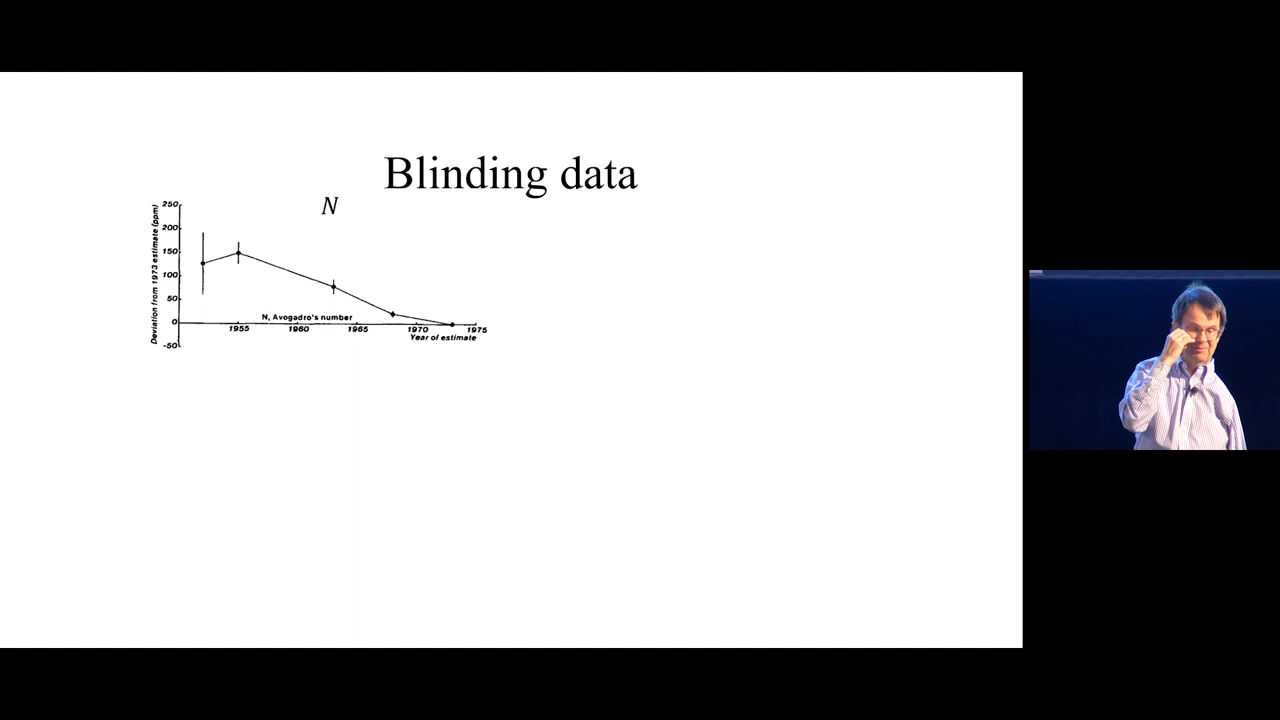 Blinding data
N
Deviation from 1973 estimate (ppm)
250
200
150
100
50
0
-50
N, Avogadro's number
1955 1960 1965 1970 1975
Year of estimate